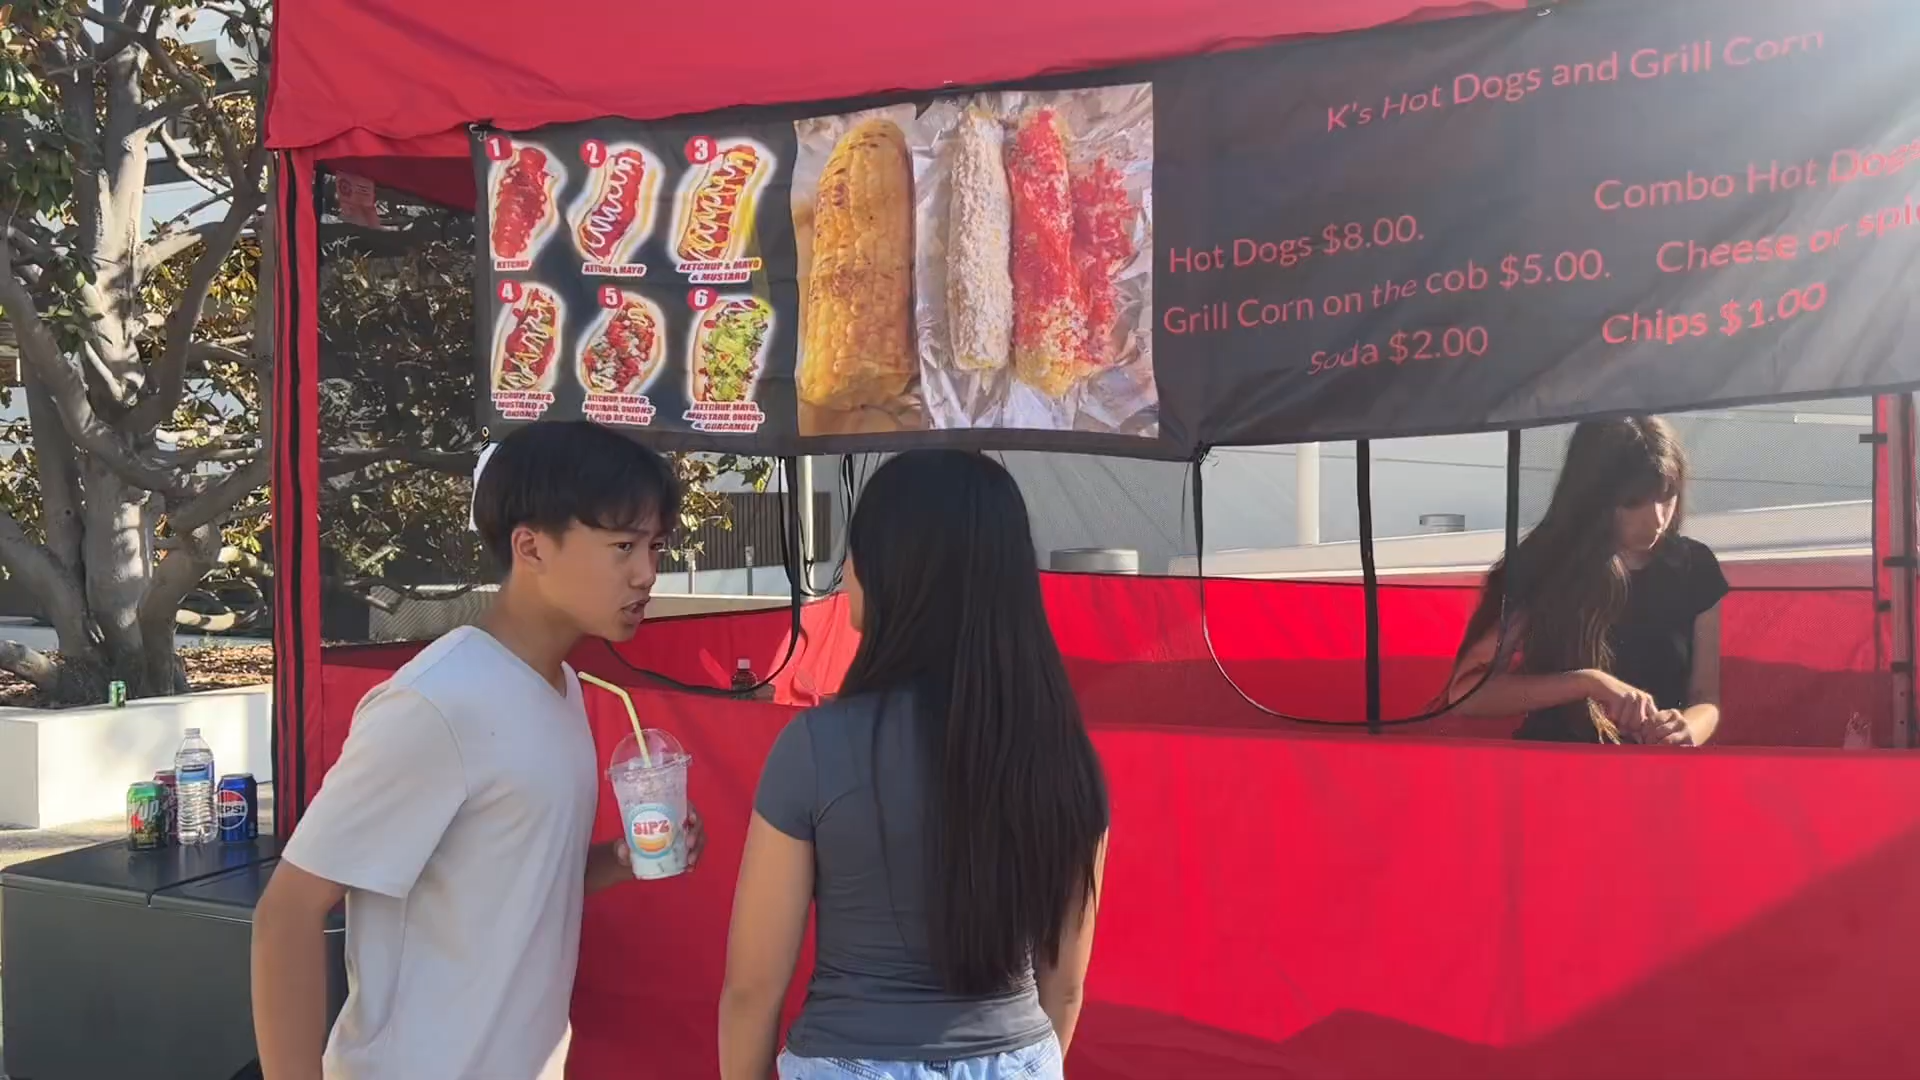 K's Hot Dogs and Grill Corn
Combo Hot Dogs
Hot Dogs $8.00.
Cheese or
Grill Corn on the cob $5.00.
Chips $1.00
Soda $2.00
1
2
3
KETCHUP
KETCHUP & MAYO
KETCHUP & MAYO
& MUSTARD
4
5
6
KETCHUP, MAYO,
MUSTARD &
ONIONS
KETCHUP, MAYO,
MUSTARD, ONIONS
& PICO DE GALLO
KETCHUP, MAYO,
MUSTARD, ONIONS
& GUACAMOLE
SIPZ
UP
PEPSI